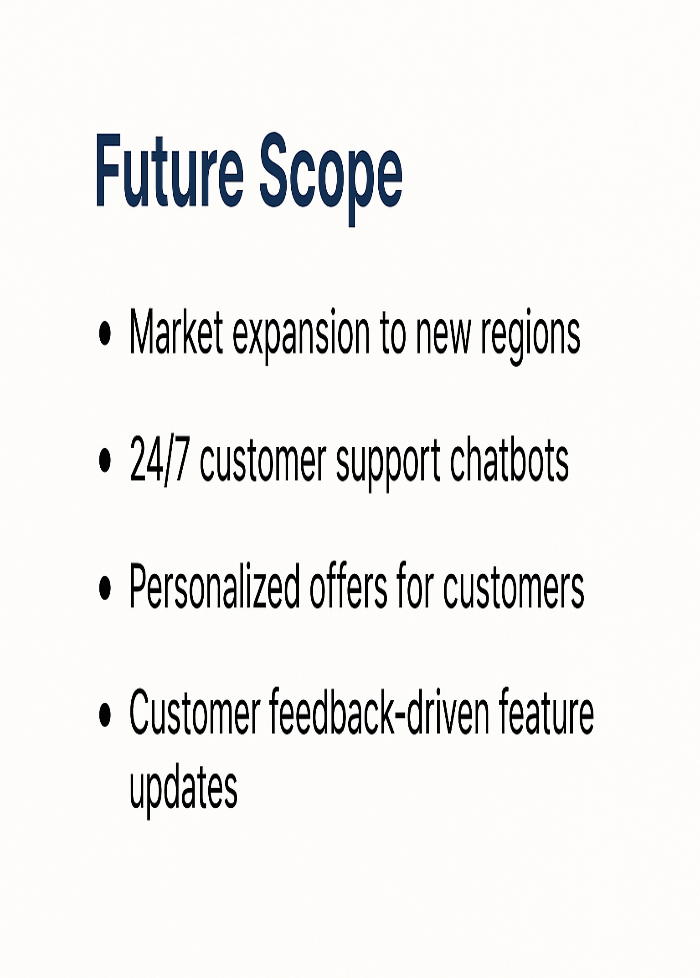 Future Scope
• Market expansion to new regions
• 24/7 customer support chatbots
• Personalized offers for customers
• Customer feedback-driven feature
updates